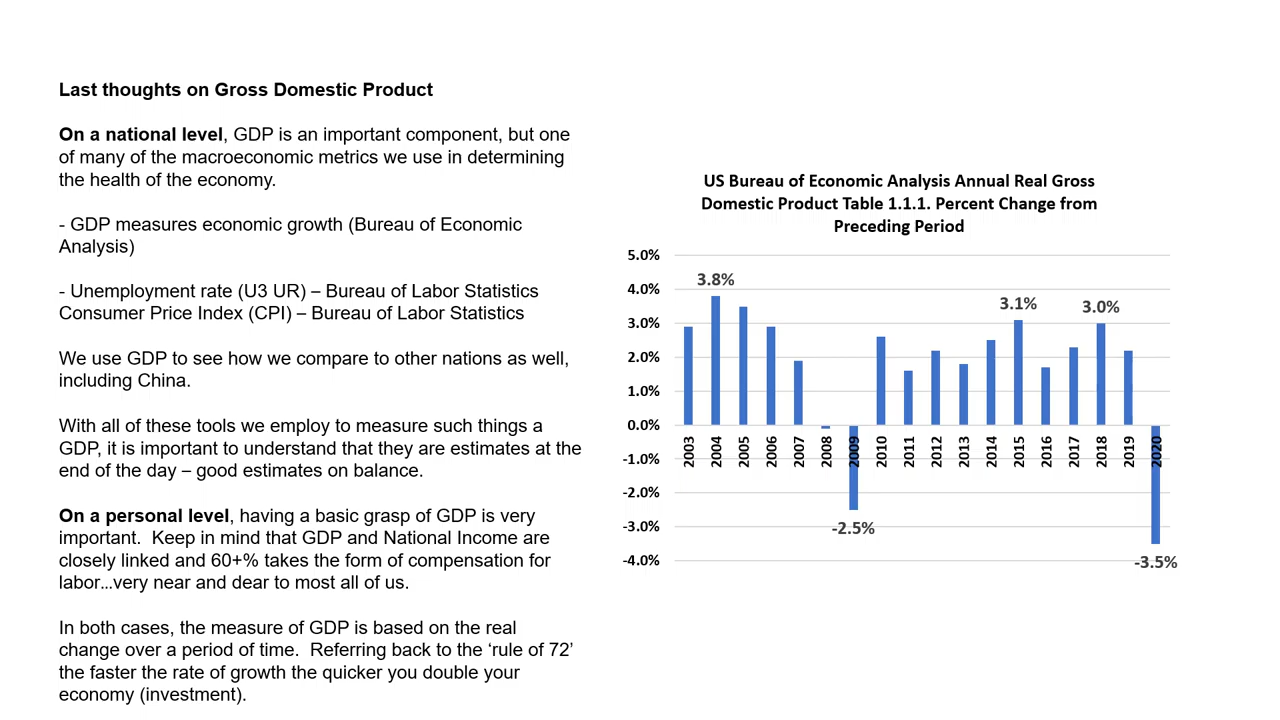 Last thoughts on Gross Domestic Product
On a national level, GDP is an important component, but one
of many of the macroeconomic metrics we use in determining
the health of the economy.
- GDP measures economic growth (Bureau of Economic
Analysis)
- Unemployment rate (U3 UR) – Bureau of Labor Statistics
Consumer Price Index (CPI) – Bureau of Labor Statistics
We use GDP to see how we compare to other nations as well,
including China.
With all of these tools we employ to measure such things a
GDP, it is important to understand that they are estimates at the
end of the day – good estimates on balance.
On a personal level, having a basic grasp of GDP is very
important.  Keep in mind that GDP and National Income are
closely linked and 60+% takes the form of compensation for
labor...very near and dear to most all of us.
In both cases, the measure of GDP is based on the real
change over a period of time.  Referring back to the ‘rule of 72’
the faster the rate of growth the quicker you double your
economy (investment).
US Bureau of Economic Analysis Annual Real Gross
Domestic Product Table 1.1.1. Percent Change from
Preceding Period
5.0%
4.0%
3.0%
2.0%
1.0%
0.0%
-1.0%
-2.0%
-3.0%
-4.0%
3.8%
3.1%
3.0%
-2.5%
-3.5%
2003
2004
2005
2006
2007
2008
2009
2010
2011
2012
2013
2014
2015
2016
2017
2018
2019
2020